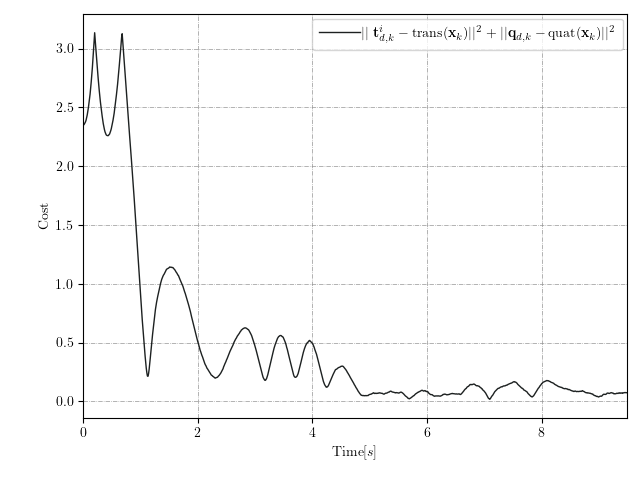 || t^i_{d,k} − trans(x_k)||² + ||q_{d,k} − quat(x_k)||²
3.0
2.5
2.0
1.5
1.0
0.5
0.0
Cost
0 2 4 6 8
Time[s]